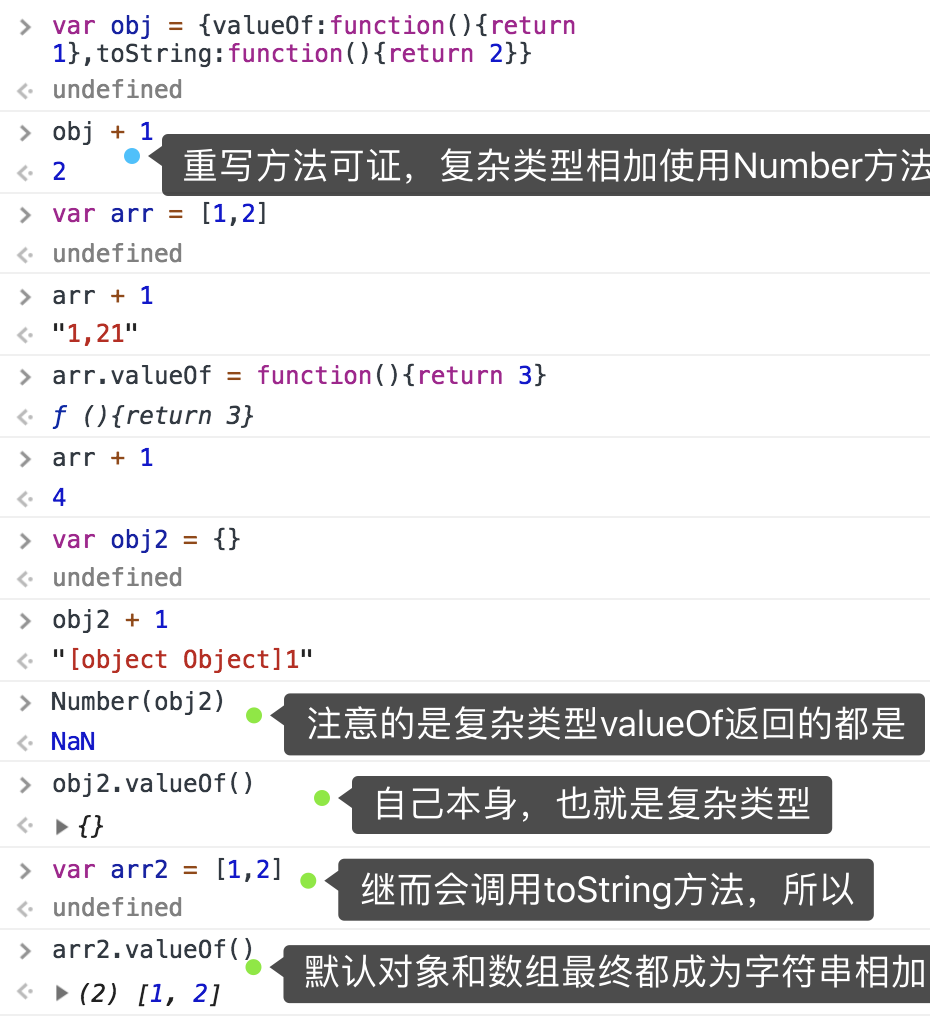 var obj = {valueOf:function(){return
1},toString:function(){return 2}}
undefined
obj + 1
重写方法可证，复杂类型相加使用Number方法
2
var arr = [1,2]
undefined
arr + 1
"1,21"
arr.valueOf = function(){return 3}
ƒ (){return 3}
arr + 1
4
var obj2 = {}
undefined
obj2 + 1
"[object Object]1"
Number(obj2)
注意的是复杂类型valueOf返回的都是
NaN
obj2.valueOf()
自己本身，也就是复杂类型
{}
var arr2 = [1,2]
继而会调用toString方法，所以
undefined
arr2.valueOf()
默认对象和数组最终都成为字符串相加
(2) [1, 2]